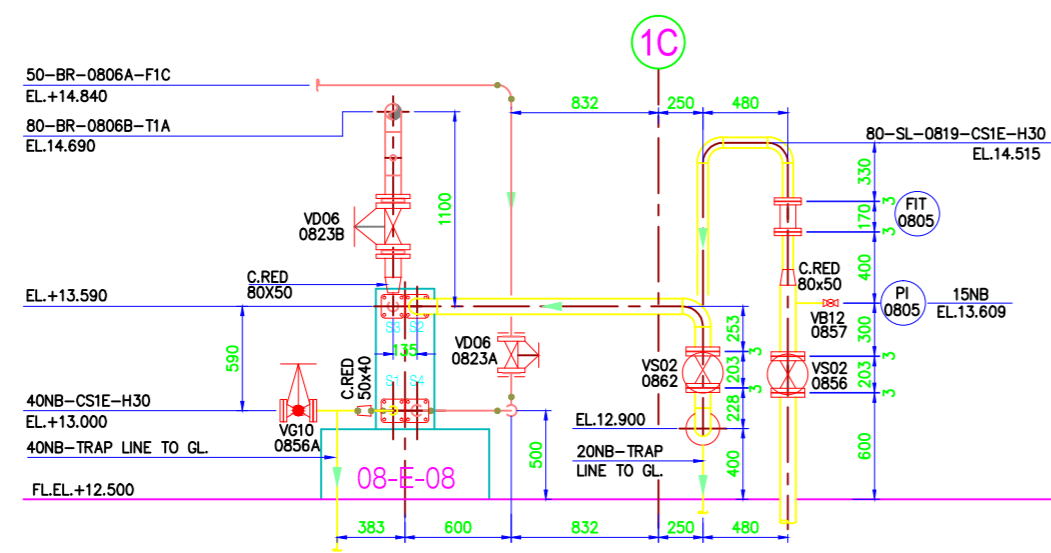 1C
50-BR-0806A-F1C
EL.+14.840
80-BR-0806B-T1A
EL.14.690
832
250
480
80-SL-0819-CS1E-H30
EL.14.515
330
170
3
3
FIT
0805
400
1100
VD06
0823B
C.RED
80X50
C.RED
80x50
VB12
0857
PI
0805
15NB
EL.13.609
EL.+13.590
S3
S2
135
S1
S4
590
VD06
0823A
C.RED
50x40
253
203
228
3
3
VS02
0862
300
203
3
3
VS02
0856
600
40NB-CS1E-H30
EL.+13.000
VG10
0856A
EL.12.900
40NB-TRAP LINE TO GL.
20NB-TRAP
LINE TO GL.
400
500
08-E-08
FL.EL.+12.500
383
600
832
250
480